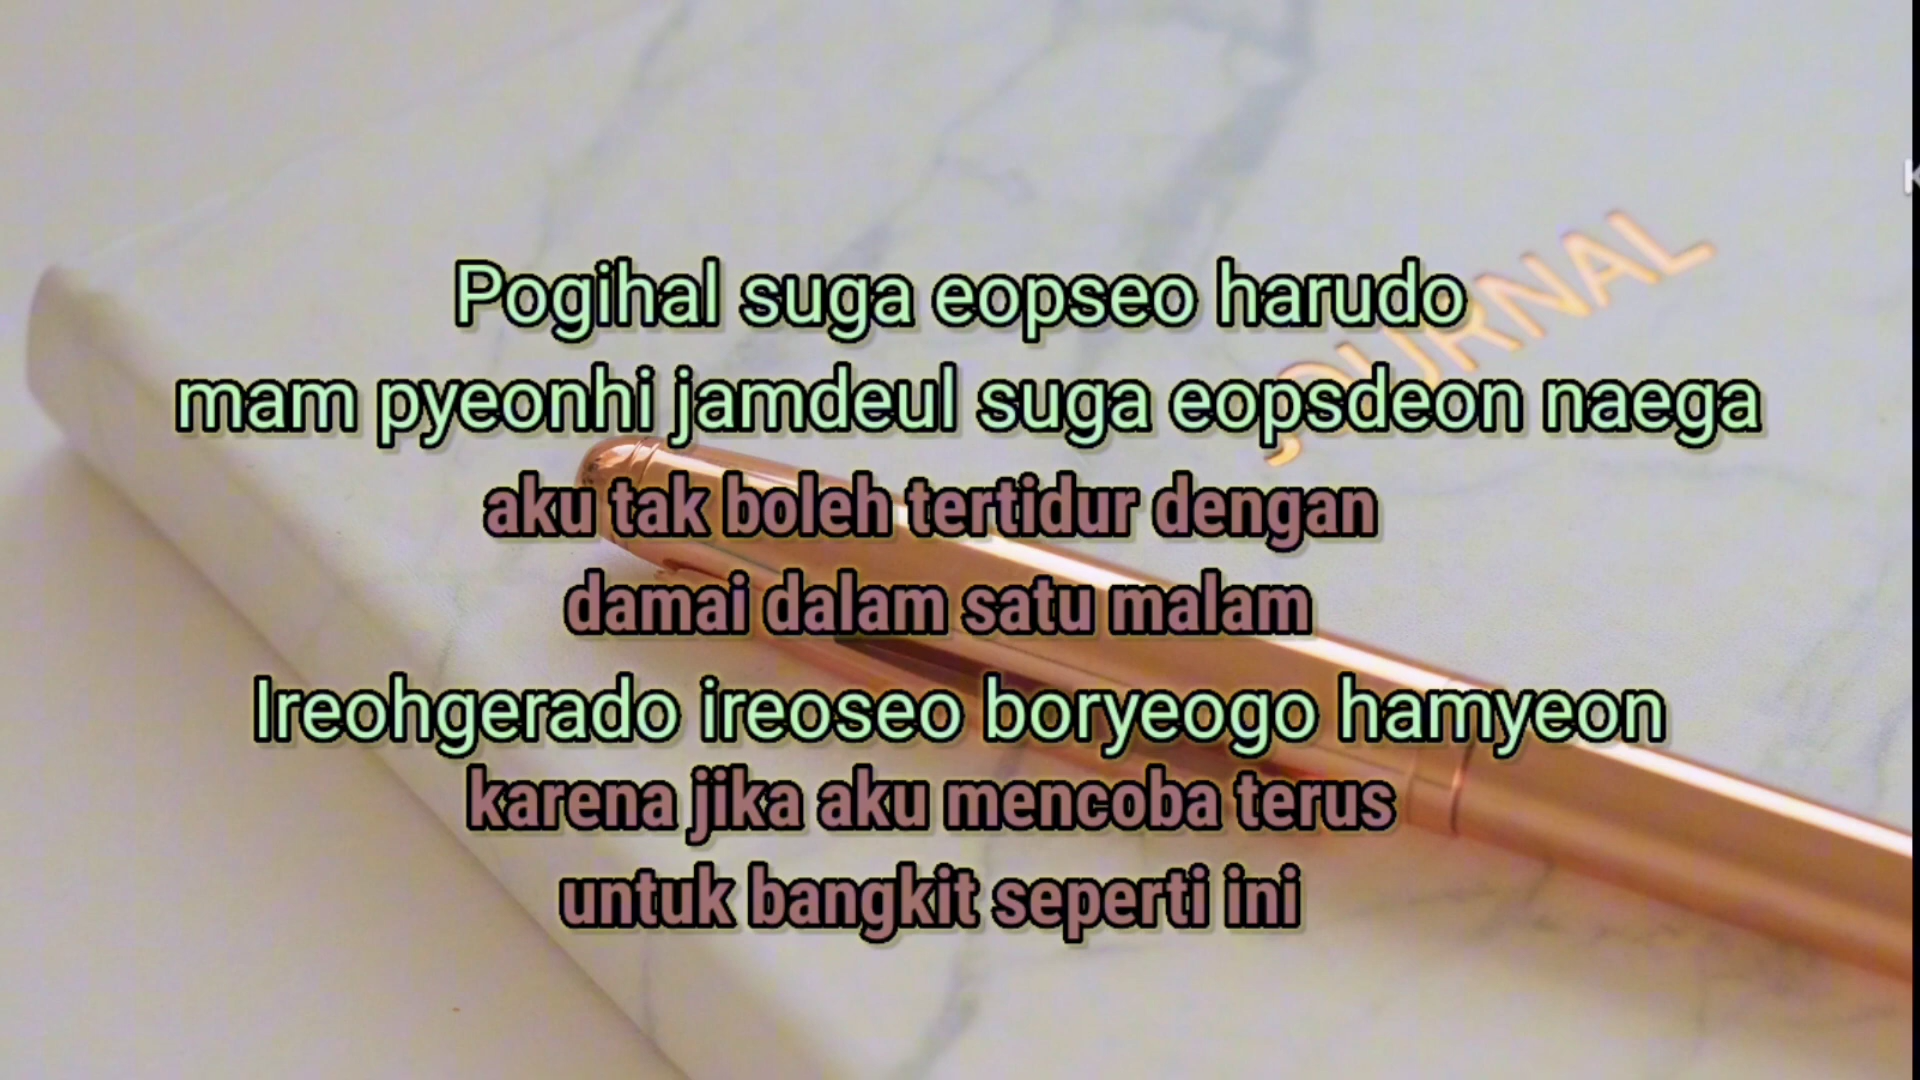 JOURNAL
Pogihal suga eopseo harudo
mam pyeonhi jamdeul suga eopsdeon naega
aku tak boleh tertidur dengan
damai dalam satu malam
Ireohgerado ireoseo boryeogo hamyeon
karena jika aku mencoba terus
untuk bangkit seperti ini